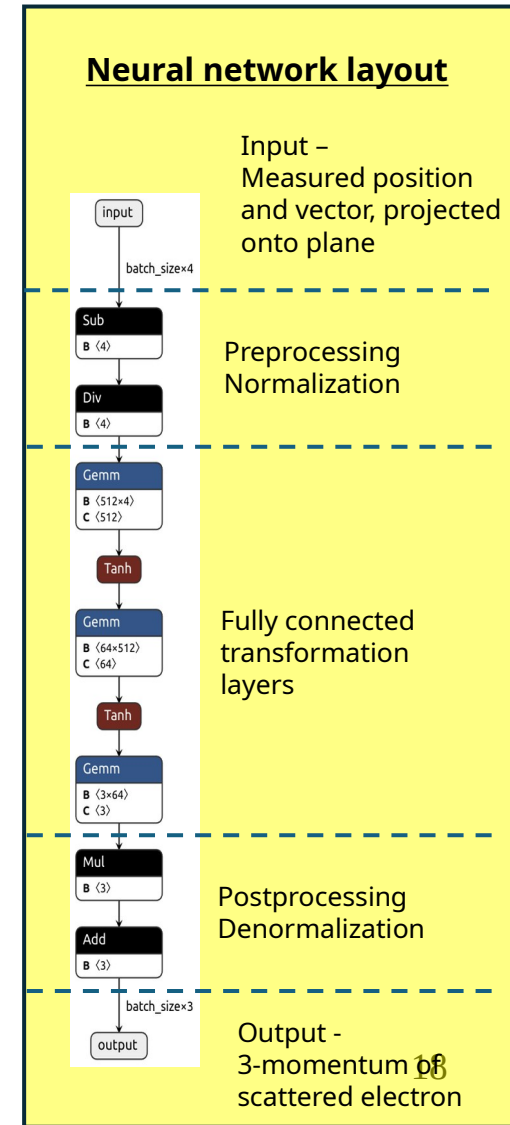 Neural network layout
Input –
Measured position
and vector, projected
onto plane
input
batch_size×4
Sub
B ⟨4⟩
Div
B ⟨4⟩
Preprocessing
Normalization
Gemm
B ⟨512×4⟩
C ⟨512⟩
Tanh
Gemm
B ⟨64×512⟩
C ⟨64⟩
Tanh
Gemm
B ⟨3×64⟩
C ⟨3⟩
Fully connected
transformation
layers
Mul
B ⟨3⟩
Add
B ⟨3⟩
Postprocessing
Denormalization
batch_size×3
output
Output -
3-momentum of
scattered electron
18